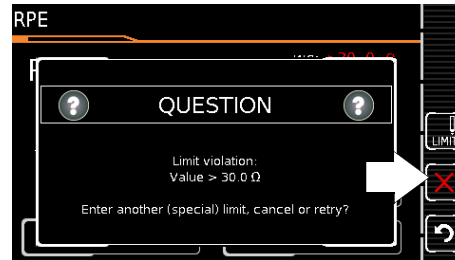 RPE
QUESTION
Limit violation:
Value > 30.0 Ω
Enter another (special) limit, cancel or retry?
LIMIT